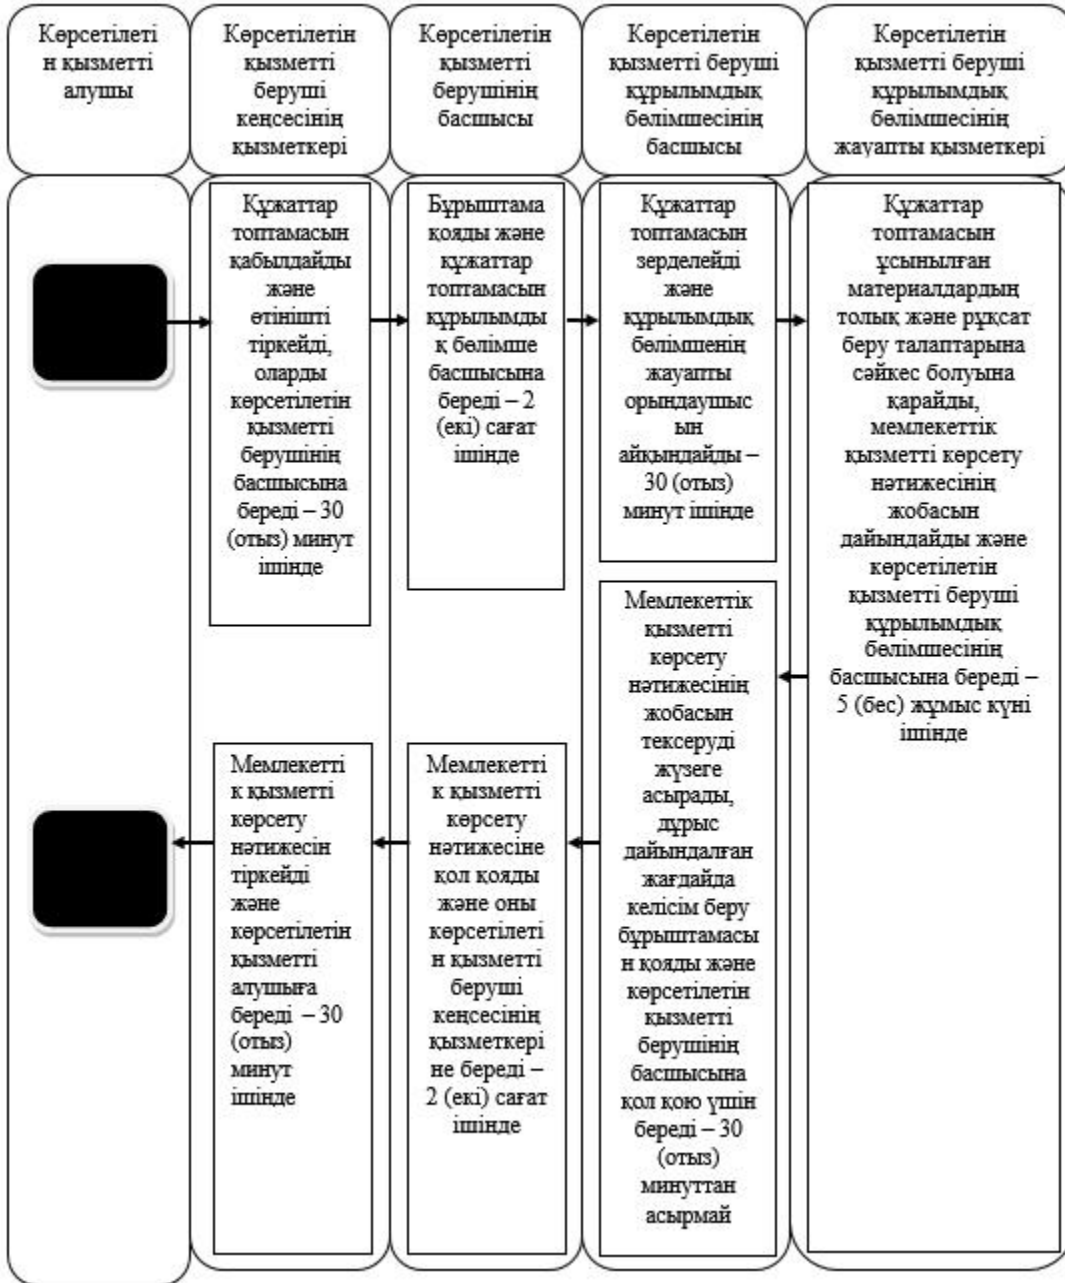 Көрсетілеті
н қызметті
алушы
Көрсетілетін
қызметті
беруші
кеңсесінің
қызметкері
Көрсетілетін
қызметті
берушінің
басшысы
Көрсетілетін
қызметті беруші
құрылымдық
бөлімшесінің
басшысы
Көрсетілетін
қызметті беруші
құрылымдық
бөлімшесінің
жауапты қызметкері
Құжаттар
топтамасын
қабылдайды
және
өтінішті
тіркейді,
оларды
көрсетілетін
қызметті
берушінің
басшысына
береді – 30
(отыз) минут
ішінде
Бұрыштама
қояды және
құжаттар
топтамасын
құрылымды
қ бөлімше
басшысына
береді – 2
(екі) сағат
ішінде
Құжаттар
топтамасын
зерделейді
және
құрылымдық
бөлімшенің
жауапты
орындаушыс
ын
айқындайды –
30 (отыз)
минут ішінде
Құжаттар
топтамасын
ұсынылған
материалдардың
толық және рұқсат
беру талаптарына
сәйкес болуына
қарайды,
мемлекеттік
қызметті көрсету
нәтижесінің
жобасын
дайындайды және
көрсетілетін
қызметті беруші
құрылымдық
бөлімшесінің
басшысына береді –
5 (бес) жұмыс күні
ішінде
Мемлекеттік
қызметті
көрсету
нәтижесінің
жобасын
тексеруді
жүзеге
асырады,
дұрыс
дайындалған
жағдайда
келісім беру
бұрыштамасы
н қояды және
көрсетілетін
қызметті
берушінің
басшысына
қол қою үшін
береді – 30
(отыз)
минуттан
асырмай
Мемлекетті
к қызметті
көрсету
нәтижесіне
қол қояды
және оны
көрсетілеті
н қызметті
беруші
кеңсесінің
қызметкері
не береді –
2 (екі) сағат
ішінде
Мемлекетті
к қызметті
көрсету
нәтижесін
тіркейді
және
көрсетілетін
қызметті
алушыға
береді – 30
(отыз)
минут
ішінде